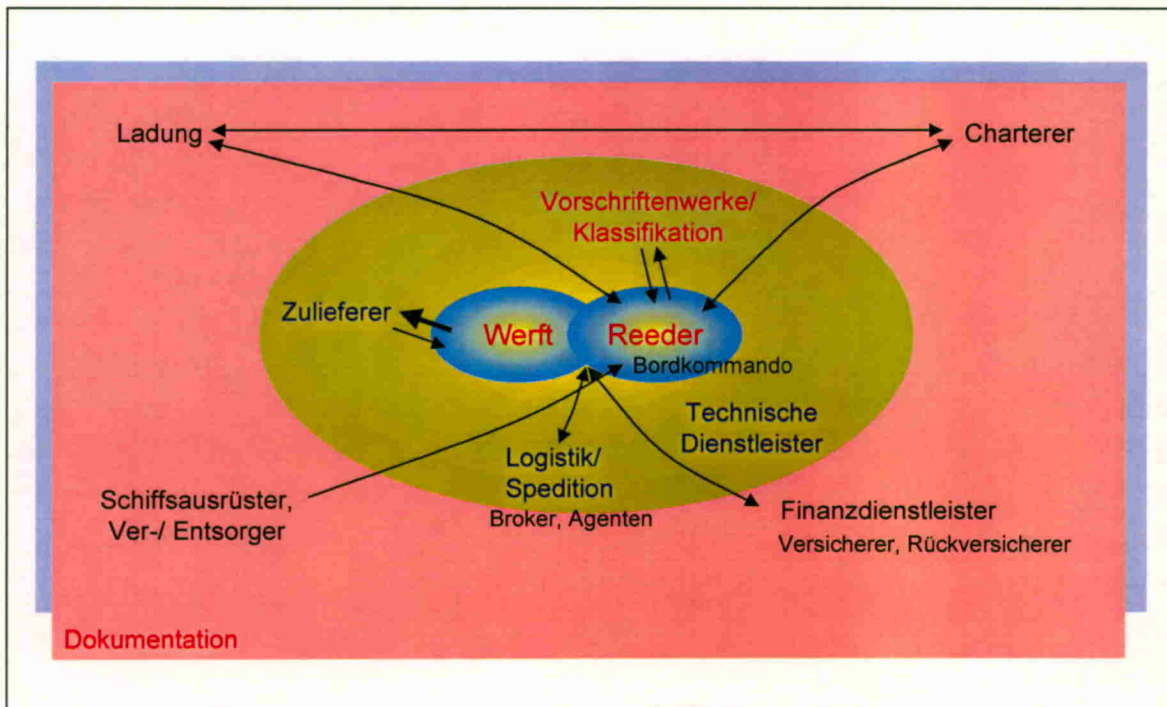 Ladung
Charterer
Vorschriftenwerke/
Klassifikation
Zulieferer
Werft
Reeder
Bordkommando
Technische
Dienstleister
Logistik/
Spedition
Broker, Agenten
Schiffsausrüster,
Ver-/ Entsorger
Finanzdienstleister
Versicherer, Rückversicherer
Dokumentation